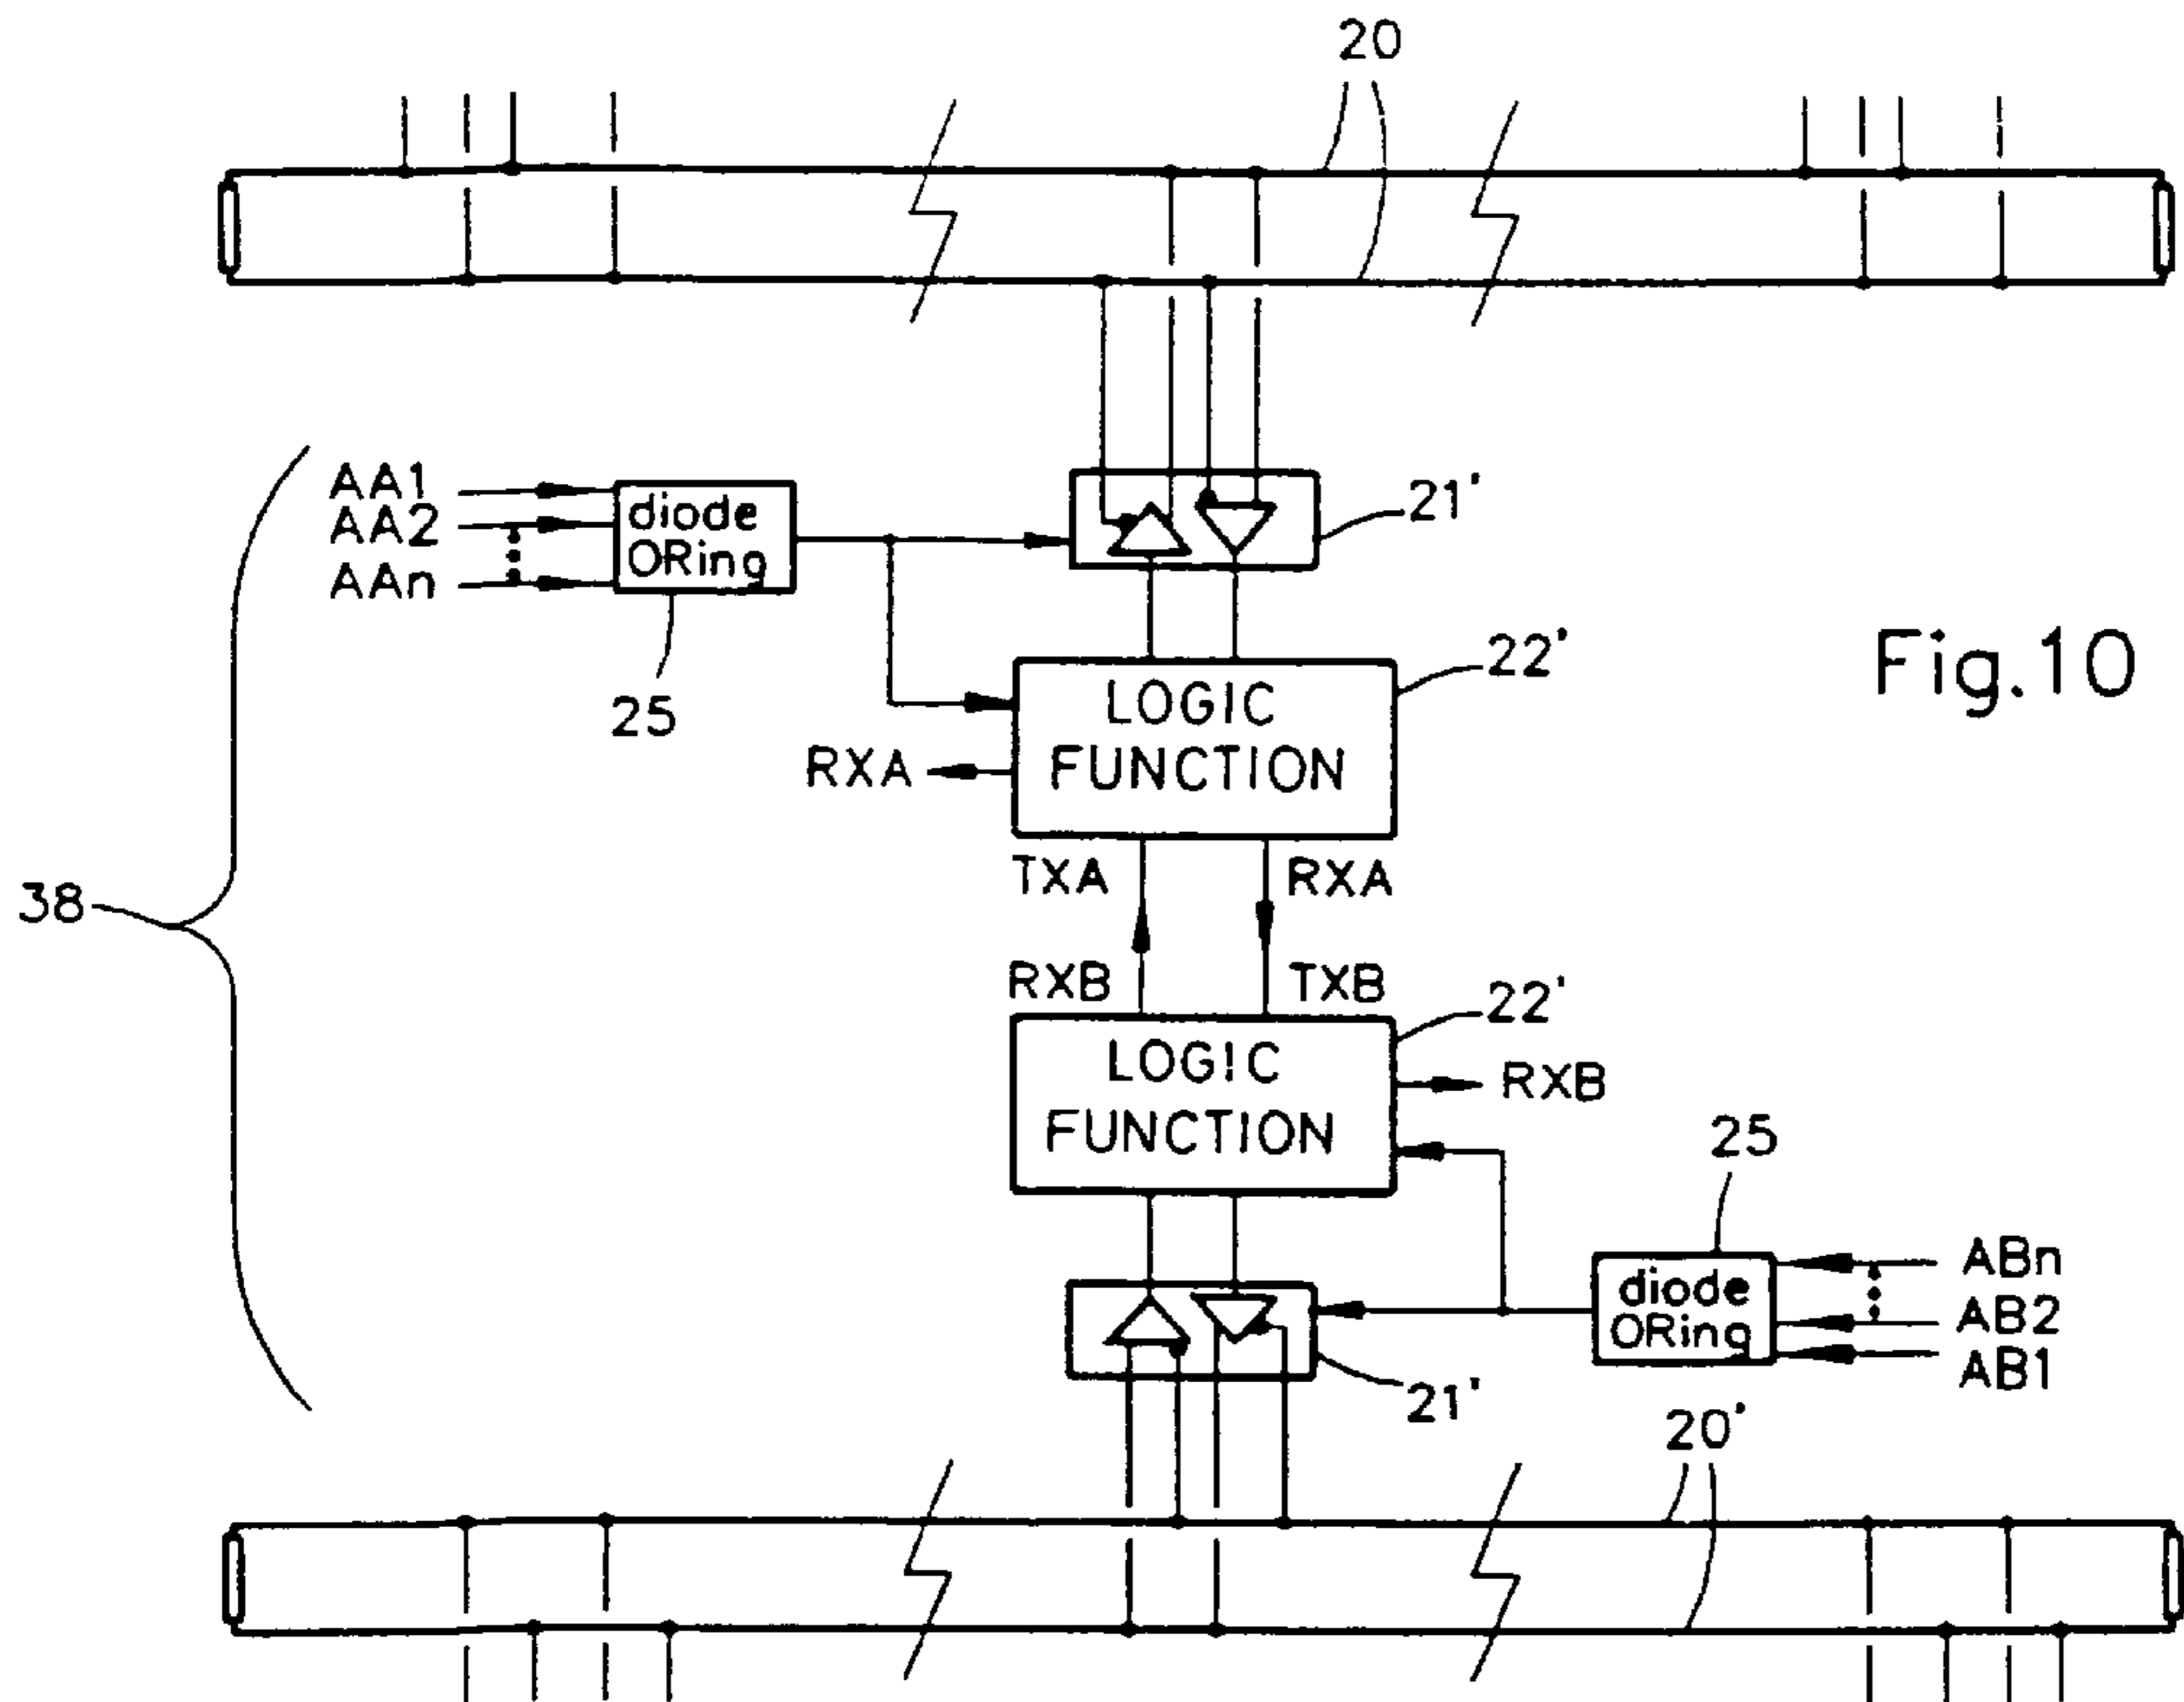 20
AA1
AA2
AAn
diode
ORing
21'
25
22'
Fig.10
LOGIC
FUNCTION
RXA
TXA
RXA
38
RXB
TXB
22'
LOGIC
FUNCTION
RXB
25
diode
ORing
ABn
AB2
AB1
21'
20'